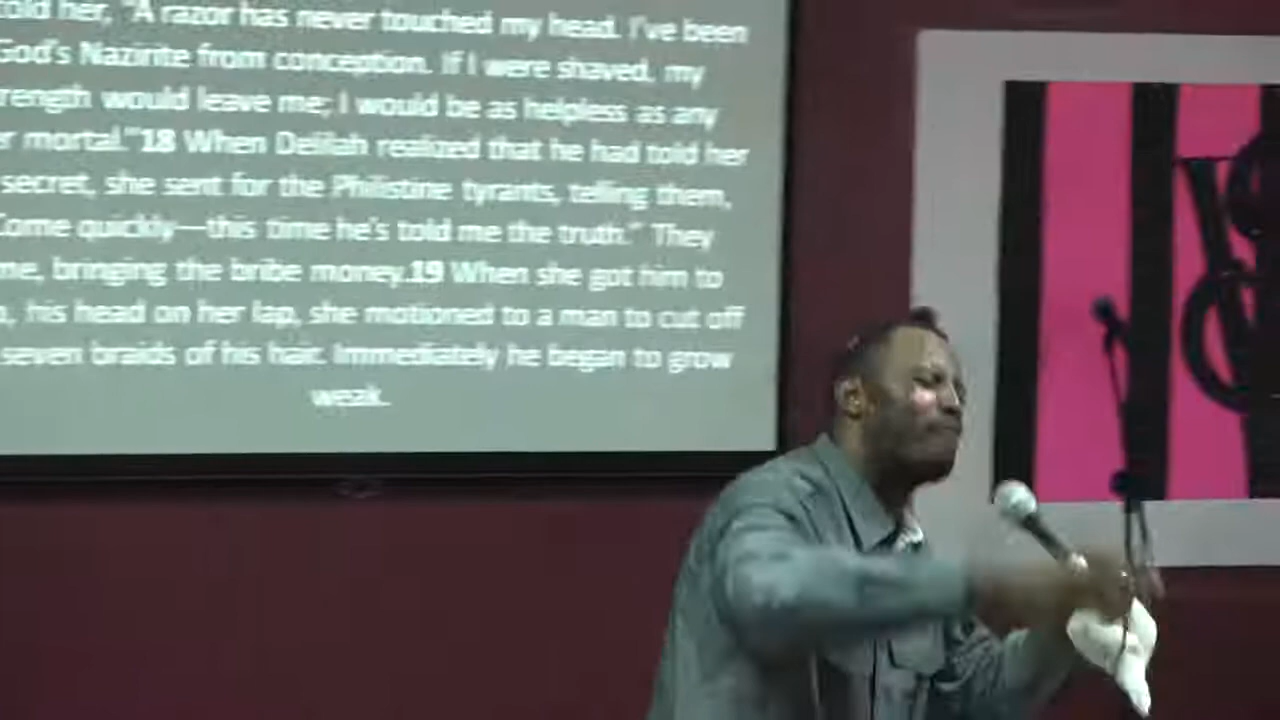 told her, "A razor has never touched my head. I've been
God's Nazirite from conception. If I were shaved, my
rength would leave me; I would be as helpless as any
er mortal."18 When Delilah realized that he had told her
secret, she sent for the Philistine tyrants, telling them,
Come quickly—this time he's told me the truth." They
me, bringing the bribe money.19 When she got him to
, his head on her lap, she motioned to a man to cut off
seven braids of his hair. Immediately he began to grow
weak.